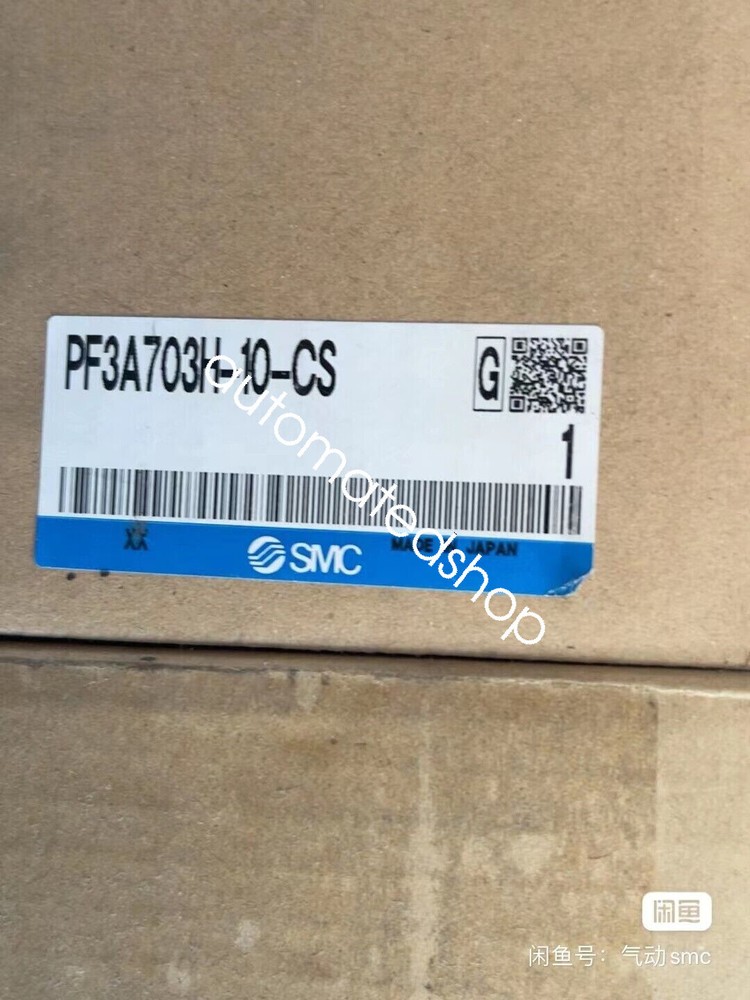 PF3A703H-10-CS
G
1
XX
SMC
MADE IN JAPAN
automatedshop
闲鱼
闲鱼号：气动smc